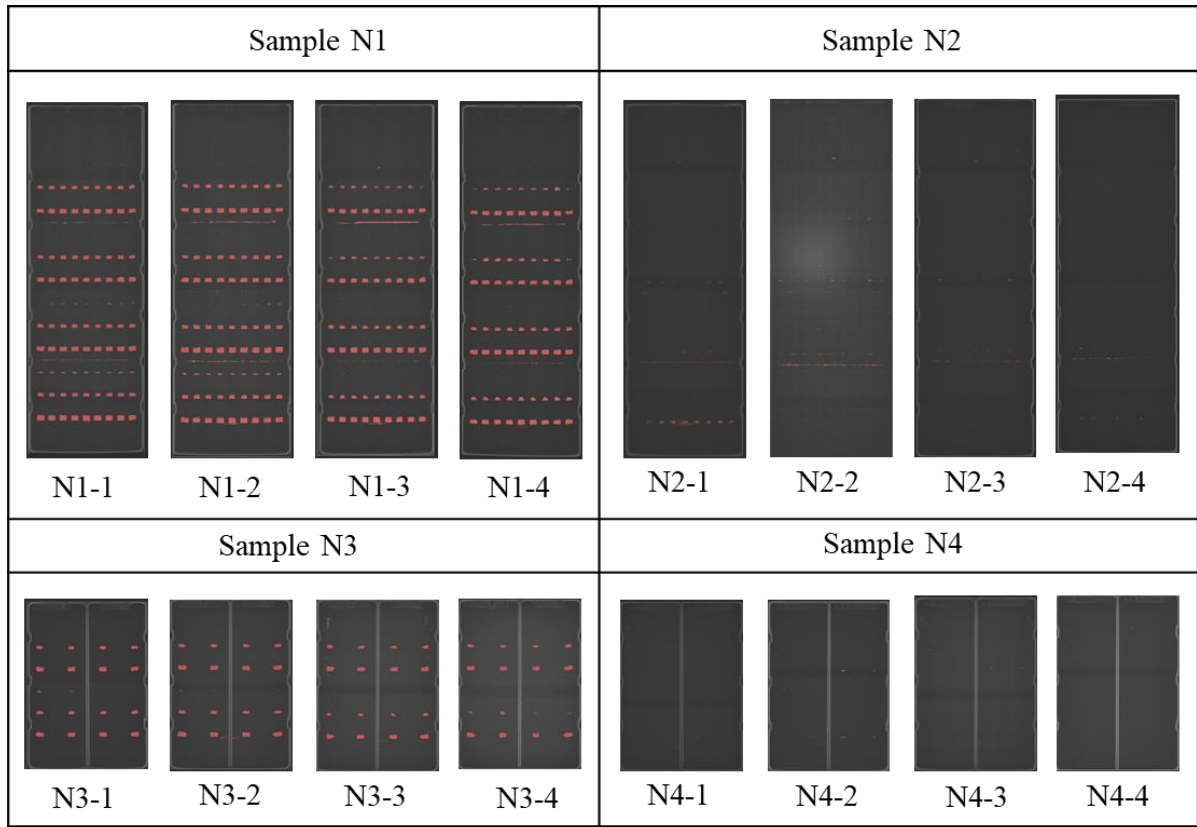 Sample N1
Sample N2
N1-1 N1-2 N1-3 N1-4
N2-1 N2-2 N2-3 N2-4
Sample N3
Sample N4
N3-1 N3-2 N3-3 N3-4
N4-1 N4-2 N4-3 N4-4